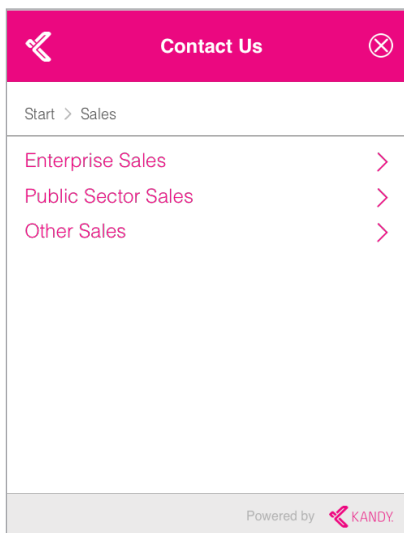 Contact Us
Start > Sales
Enterprise Sales
Public Sector Sales
Other Sales
Powered by KANDY.